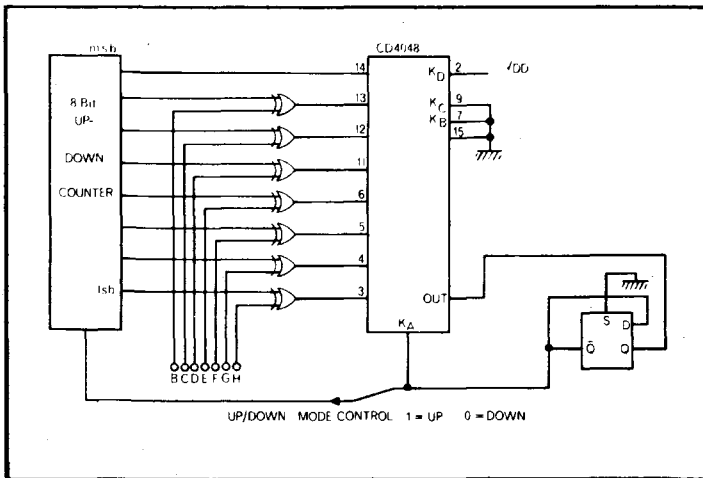 msb
CD4048
8 Bit
UP-
DOWN
COUNTER
lsb
14
13
12
11
6
5
4
3
KD 2 VDD
KC 9
KB 7
15
OUT
KA
S D
Q̄ Q
B C D E F G H
UP/DOWN MODE CONTROL 1 = UP 0 = DOWN